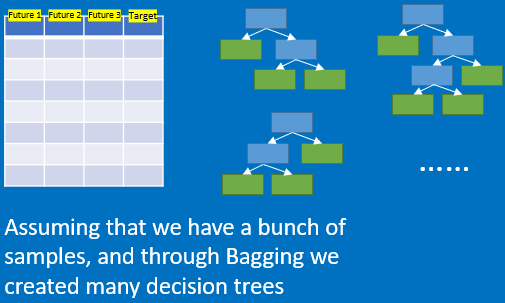 Future 1 Future 2 Future 3 Target
......
Assuming that we have a bunch of
samples, and through Bagging we
created many decision trees